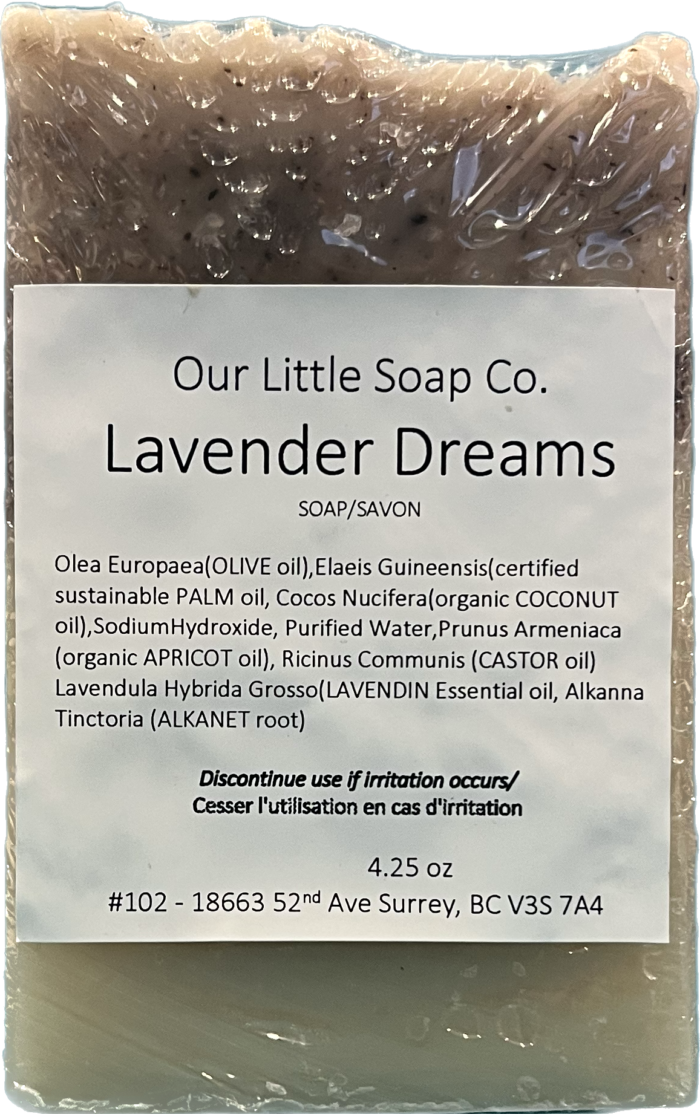 Our Little Soap Co.
Lavender Dreams
SOAP/SAVON
Olea Europaea(OLIVE oil),Elaeis Guineensis(certified
sustainable PALM oil, Cocos Nucifera(organic COCONUT
oil),SodiumHydroxide, Purified Water,Prunus Armeniaca
(organic APRICOT oil), Ricinus Communis (CASTOR oil)
Lavendula Hybrida Grosso(LAVENDIN Essential oil, Alkanna
Tinctoria (ALKANET root)
Discontinue use if irritation occurs/
Cesser l'utilisation en cas d'irritation
4.25 oz
#102 - 18663 52nd Ave Surrey, BC V3S 7A4